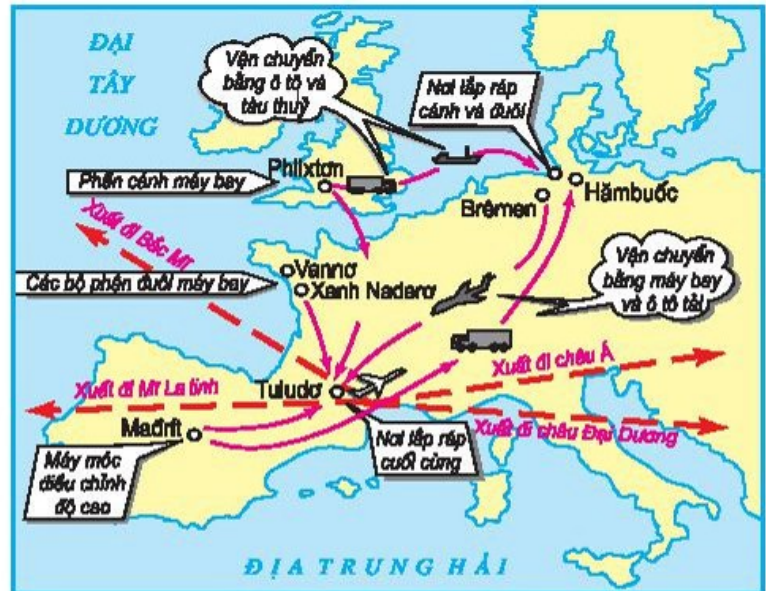 ĐẠI
TÂY
DƯƠNG
Vận chuyển
bằng ô tô và
tàu thuỷ
Nơi lắp ráp
cánh và đuôi
Philxtơn
Phần cánh máy bay
Brêmen
Hămbuốc
Xuất đi Bắc Mĩ
Vannơ
Xanh Nadarơ
Các bộ phận đuôi máy bay
Vận chuyển
bằng máy bay
và ô tô tải
Xuất đi châu Á
Xuất đi Mĩ La tinh
Tuludơ
Xuất đi châu Đại Dương
Mađrit
Nơi lắp ráp
cuối cùng
Máy móc
điều chỉnh
độ cao
ĐỊA TRUNG HẢI